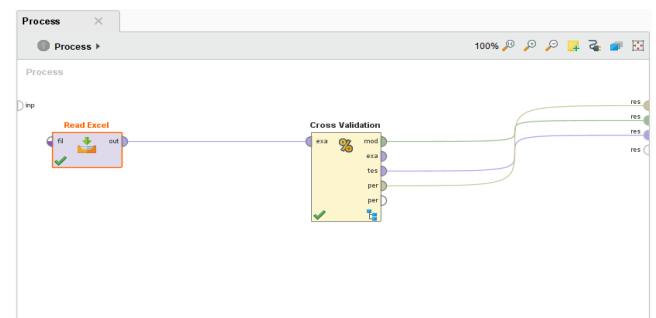 Process
Process
100%
Process
inp
res
Read Excel
Cross Validation
res
fil
out
exa
%
mod
res
exa
res
tes
per
per